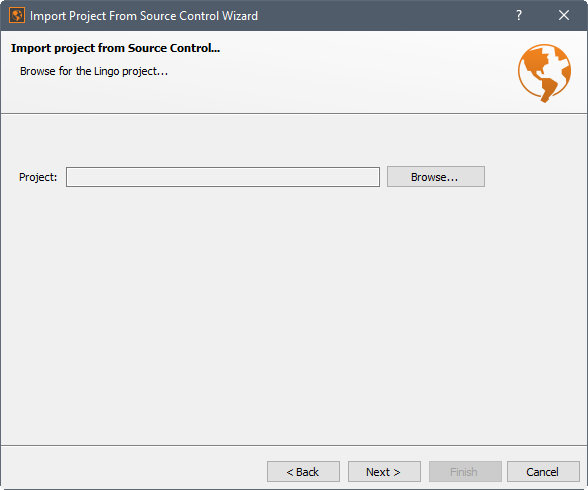 Import Project From Source Control Wizard
?
Import project from Source Control...
Browse for the Lingo project...
Project:
Browse...
< Back
Next >
Finish
Cancel